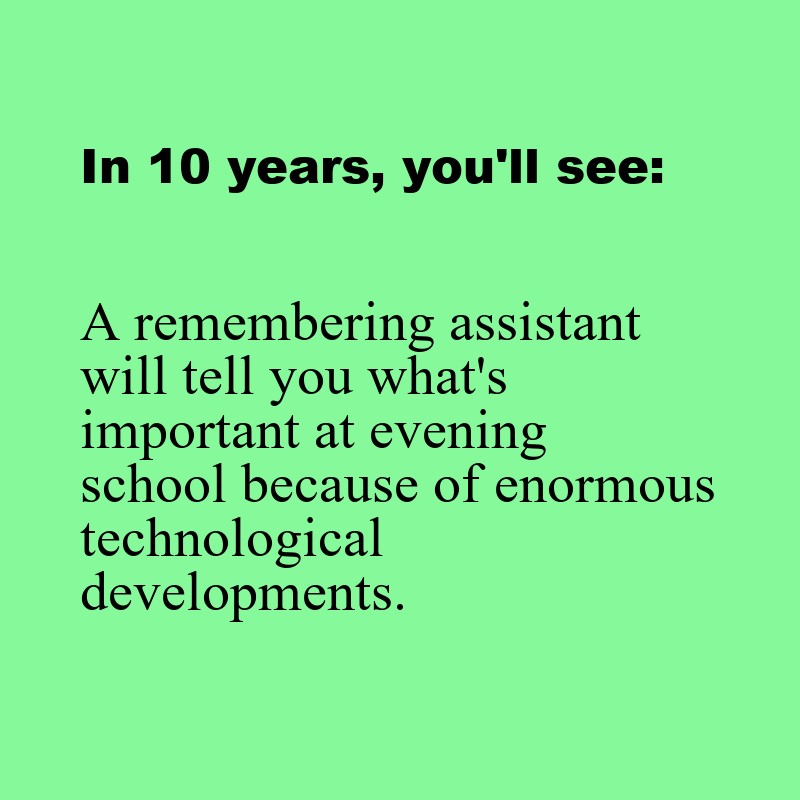 In 10 years, you'll see:
A remembering assistant
will tell you what's
important at evening
school because of enormous
technological
developments.